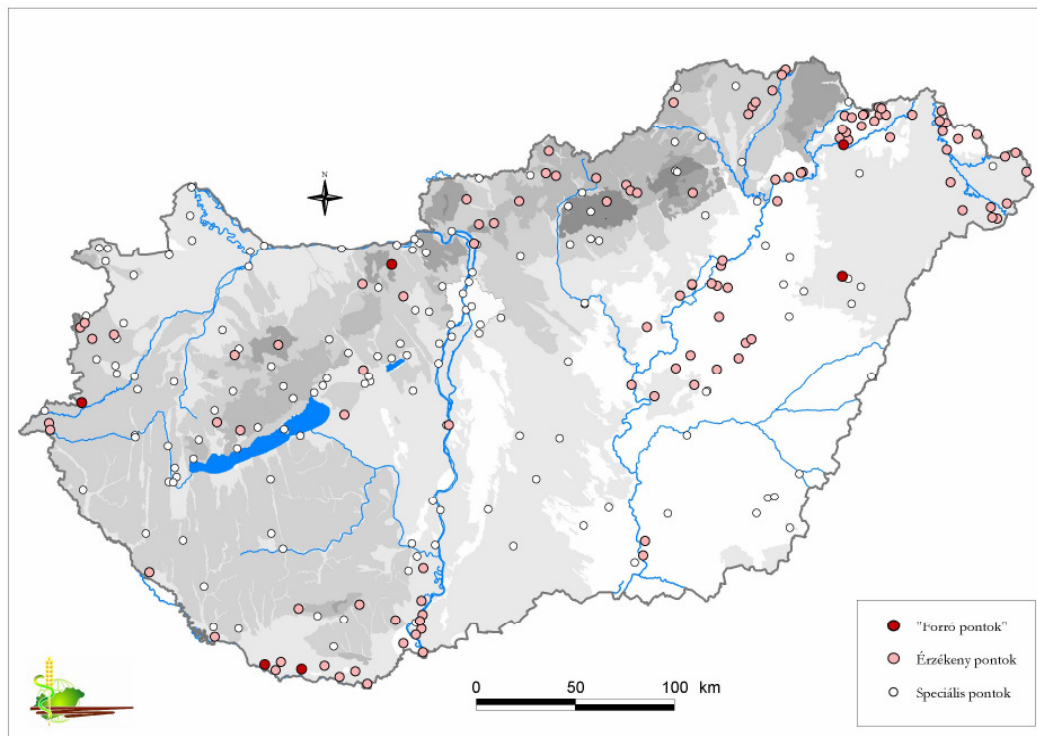 N
"Forró pontok"
Érzékeny pontok
Speciális pontok
0 50 100 km